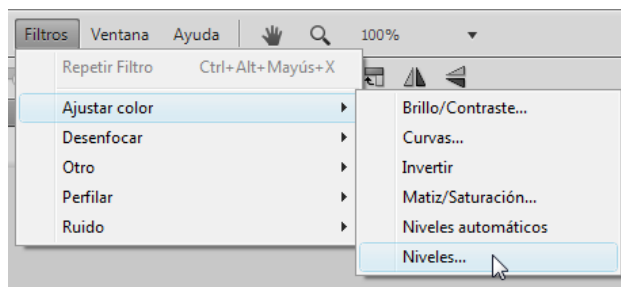 Filtros Ventana Ayuda 100%
Repetir Filtro Ctrl+Alt+Mayús+X
Ajustar color
Desenfocar
Otro
Perfilar
Ruido
Brillo/Contraste...
Curvas...
Invertir
Matiz/Saturación...
Niveles automáticos
Niveles...